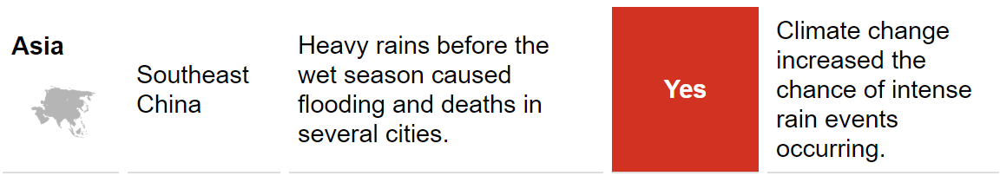 Asia
Southeast
China
Heavy rains before the
wet season caused
flooding and deaths in
several cities.
Yes
Climate change
increased the
chance of intense
rain events
occurring.